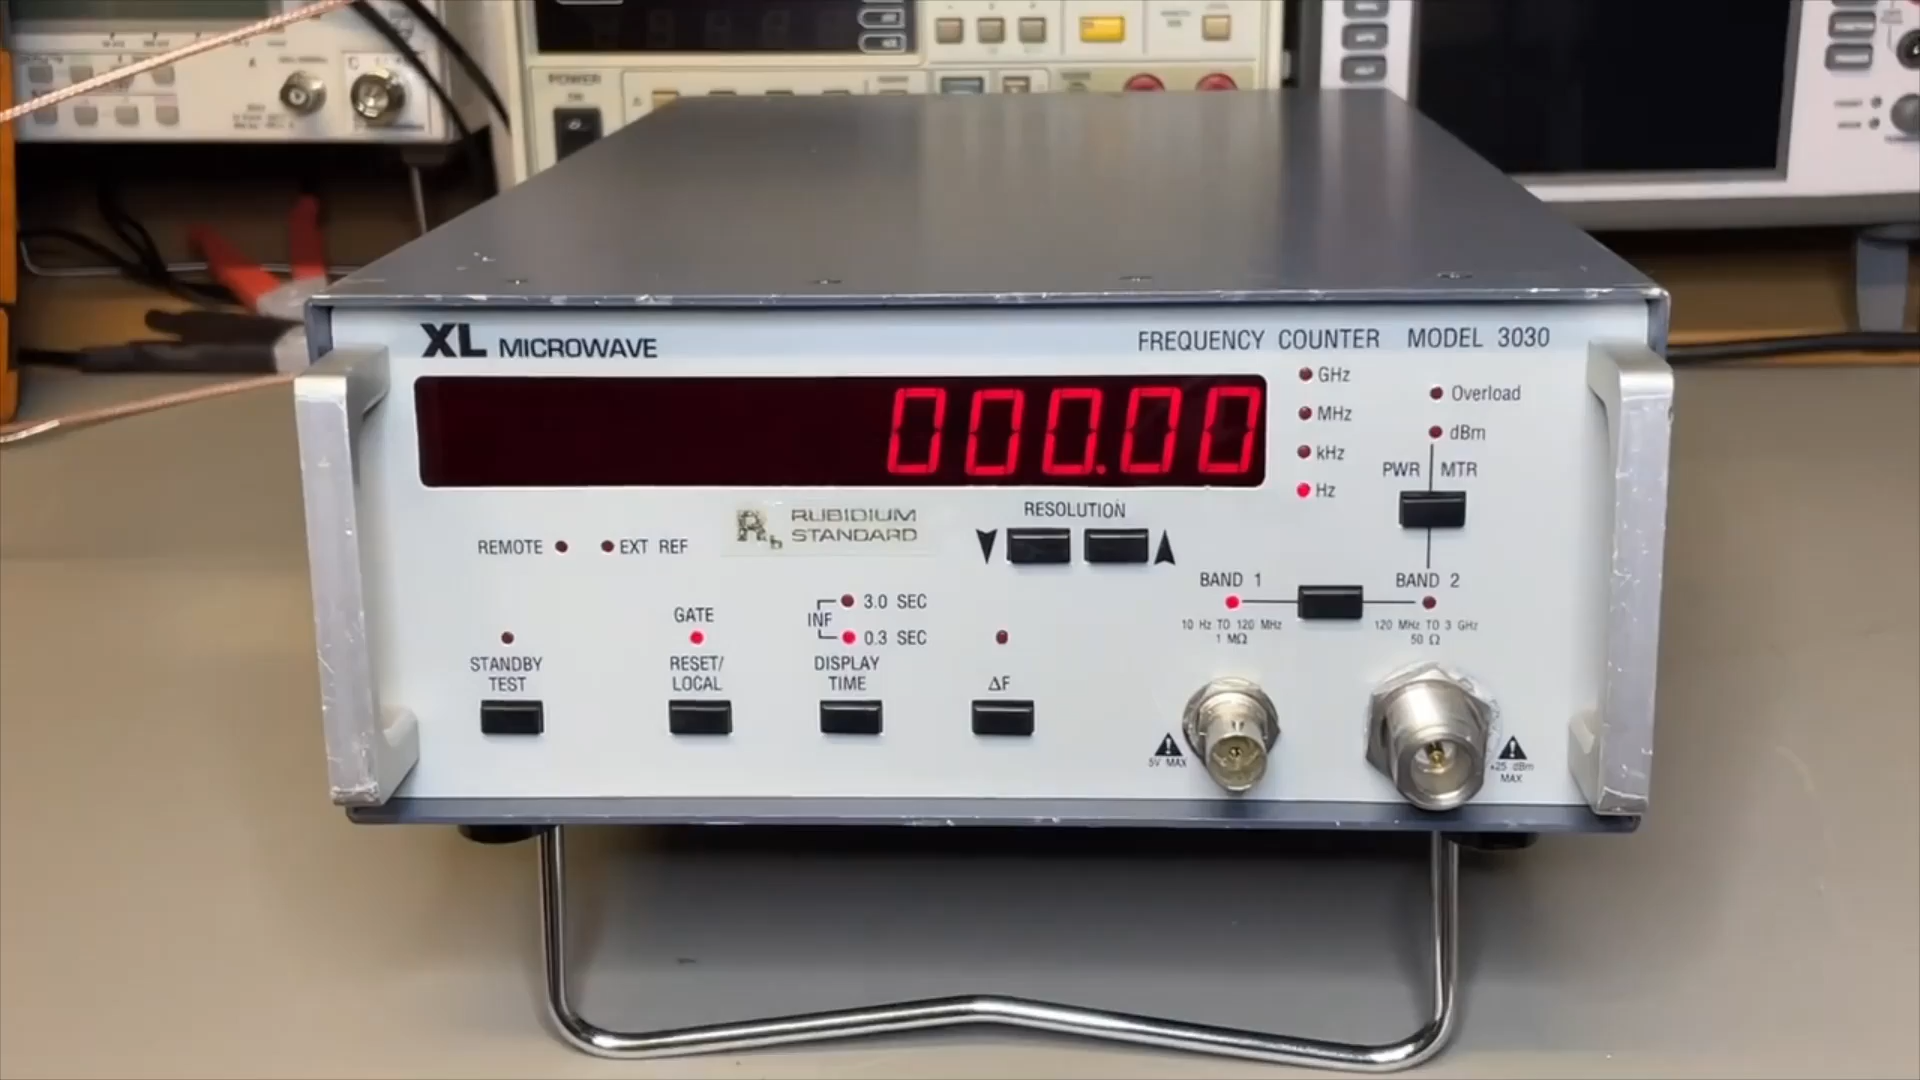 XL MICROWAVE
FREQUENCY COUNTER MODEL 3030
000.00
GHz
MHz
kHz
Hz
Overload
dBm
PWR MTR
Rb RUBIDIUM
STANDARD
RESOLUTION
REMOTE
EXT REF
BAND 1
BAND 2
10 Hz TO 120 MHz
1 MΩ
120 MHz TO 3 GHz
50 Ω
GATE
INF
3.0 SEC
0.3 SEC
STANDBY
TEST
RESET/
LOCAL
DISPLAY
TIME
ΔF
5V MAX
+25 dBm
MAX
POWER